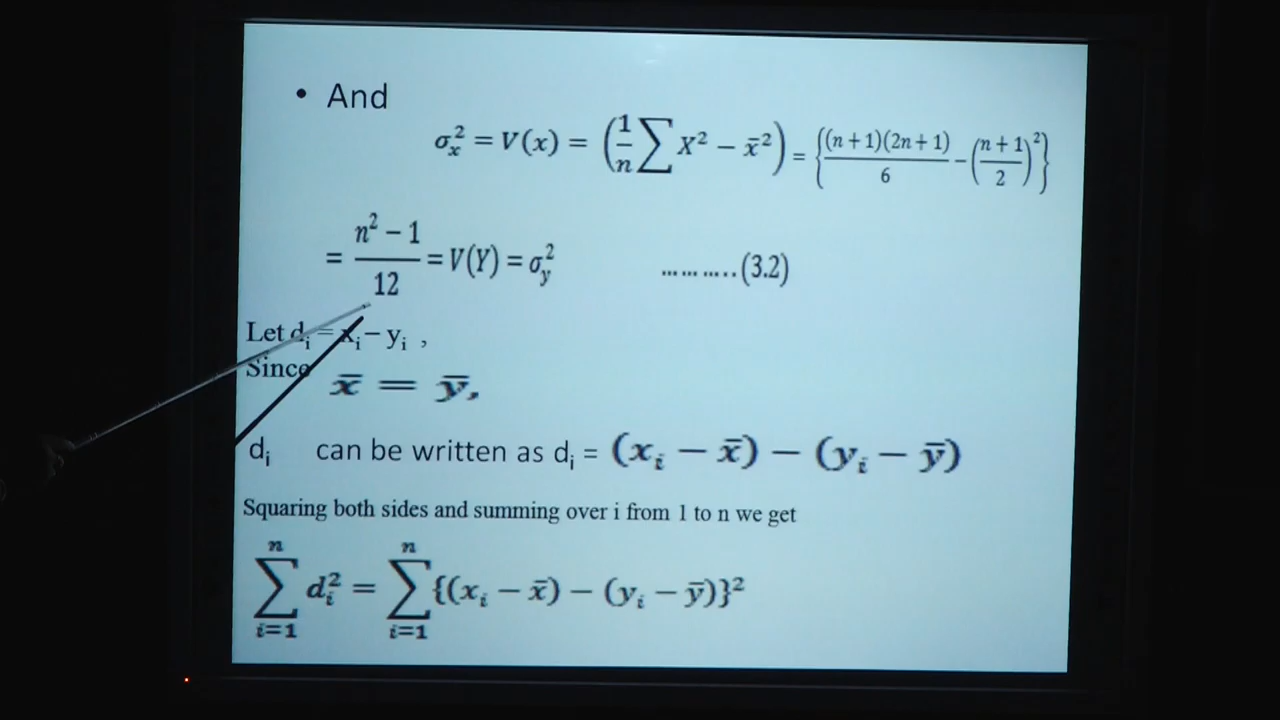 • And
σₓ² = V(x) = (1/n ∑ X² − x̄²) = {(n + 1)(2n + 1)/6 − ((n + 1)/2)²}
= (n² − 1)/12 = V(Y) = σ_y² ... ... ... . . (3.2)
Let dᵢ = xᵢ − yᵢ ,
Since x̄ = ȳ,
dᵢ can be written as dᵢ = (xᵢ − x̄) − (yᵢ − ȳ)
Squaring both sides and summing over i from 1 to n we get
∑ᵢ₌₁ⁿ dᵢ² = ∑ᵢ₌₁ⁿ {(xᵢ − x̄) − (yᵢ − ȳ)}²